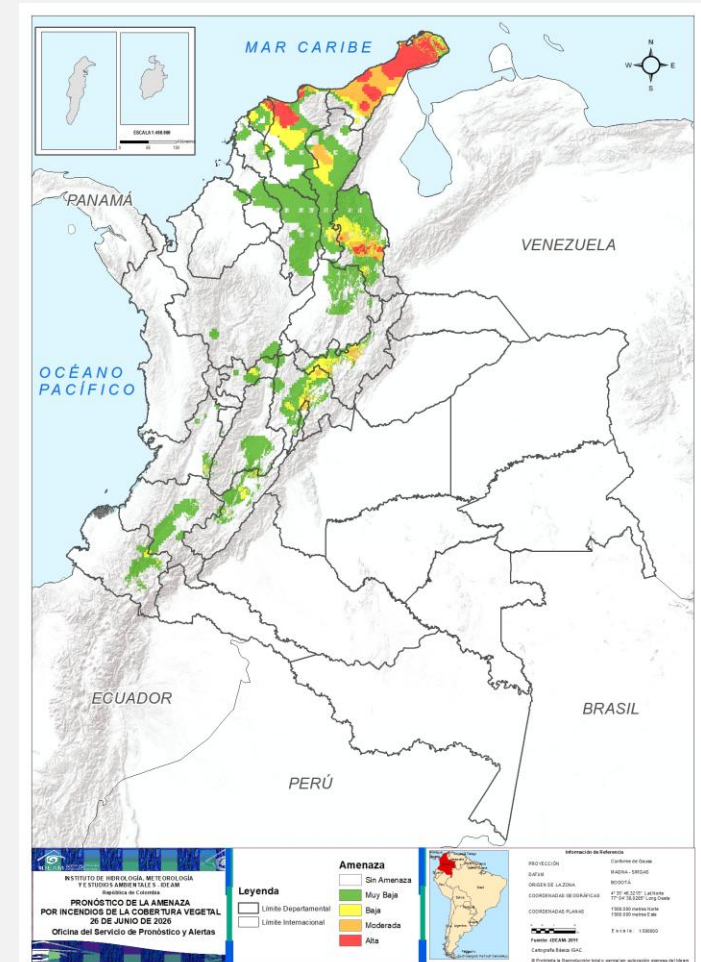 MAR CARIBE
N
W
E
S
ESCALA 1:400.000
PANAMÁ
VENEZUELA
OCÉANO
PACÍFICO
ECUADOR
BRASIL
PERÚ
IDEAM
INSTITUTO DE HIDROLOGÍA, METEOROLOGÍA
Y ESTUDIOS AMBIENTALES - IDEAM
República de Colombia
PRONÓSTICO DE LA AMENAZA
POR INCENDIOS DE LA COBERTURA VEGETAL
26 DE JUNIO DE 2026
Oficina del Servicio de Pronóstico y Alertas
Leyenda
Límite Departamental
Límite Internacional
Amenaza
Sin Amenaza
Muy Baja
Baja
Moderada
Alta
Información de Referencia
PROYECCIÓN Conforme de Gauss
DATUM MAGNA - SIRGAS
ORIGEN DE LA ZONA BOGOTÁ
COORDENADAS GEOGRÁFICAS
COORDENADAS PLANAS 1'000.000 metros Norte
1'000.000 metros Este
Fuente: IDEAM
Cartografía Básica: IGAC